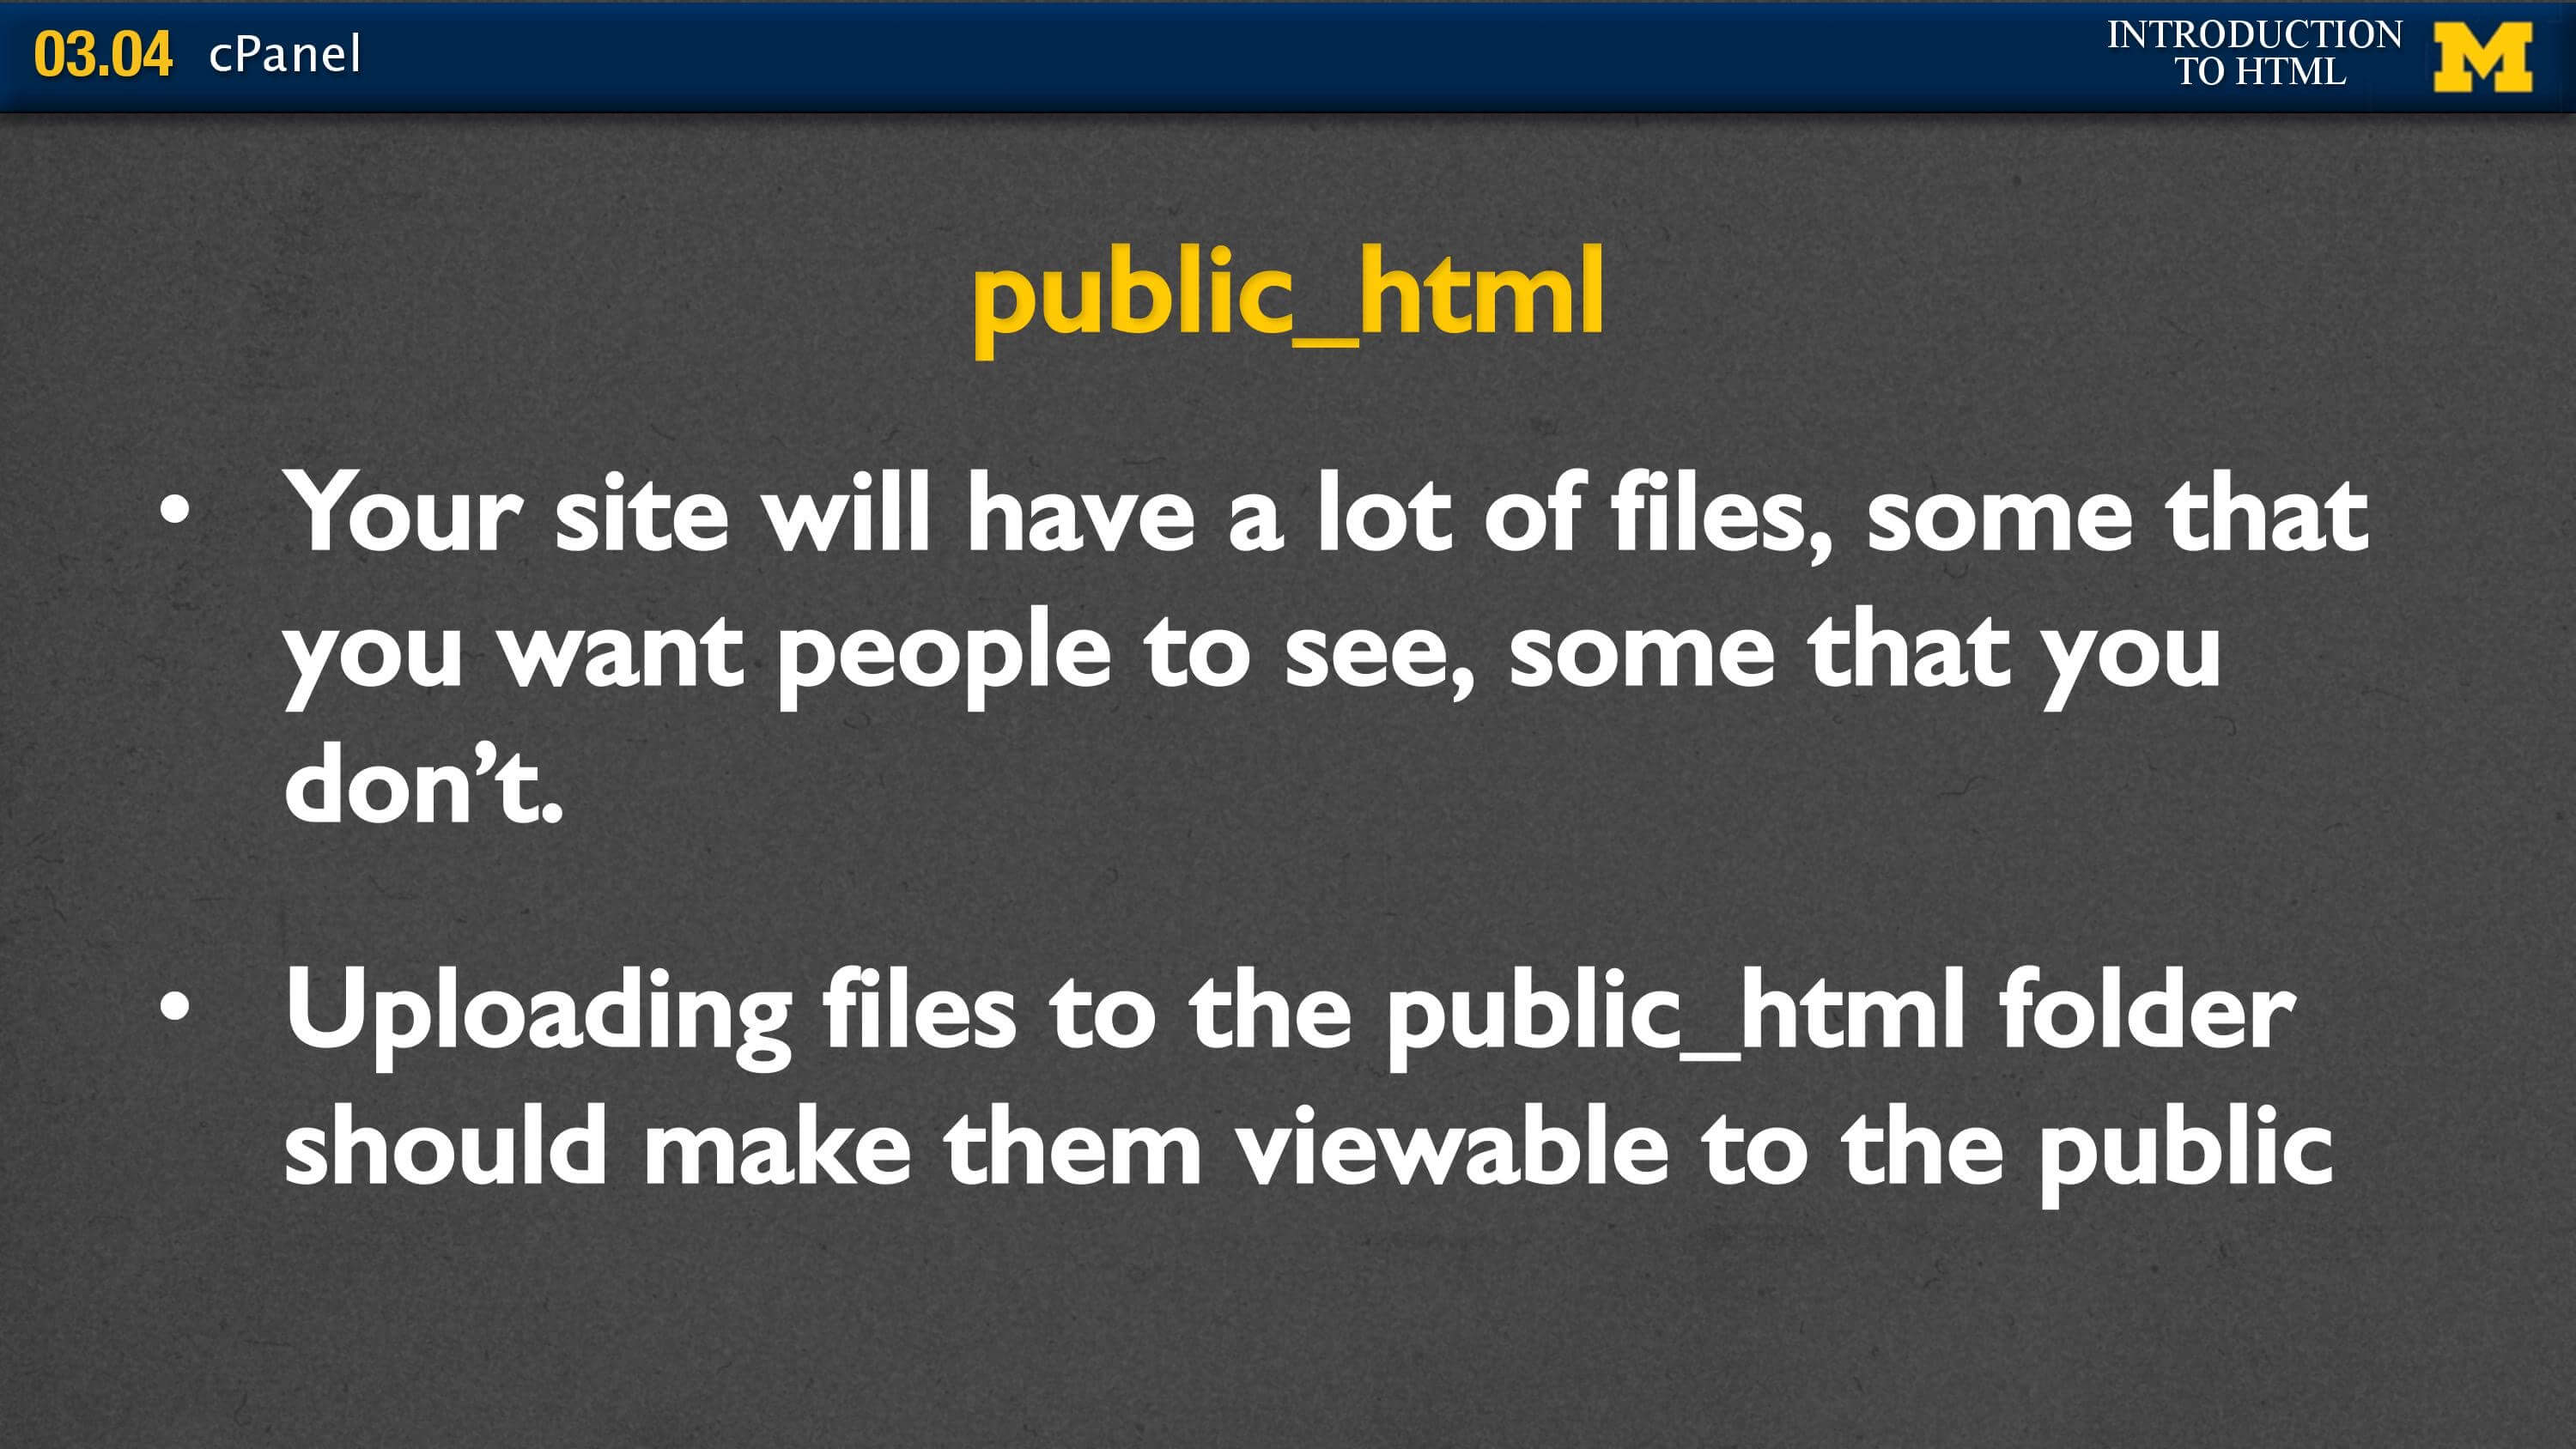 03.04 cPanel
INTRODUCTION
TO HTML
M
public_html
• Your site will have a lot of files, some that
you want people to see, some that you
don’t.
• Uploading files to the public_html folder
should make them viewable to the public